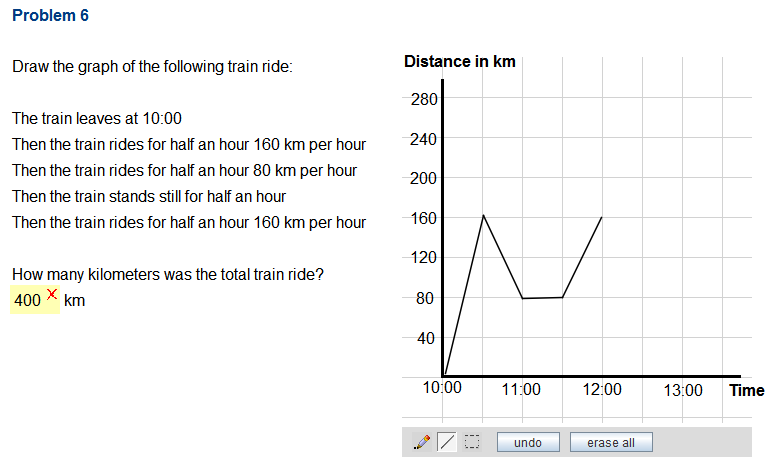 Problem 6
Draw the graph of the following train ride:
The train leaves at 10:00
Then the train rides for half an hour 160 km per hour
Then the train rides for half an hour 80 km per hour
Then the train stands still for half an hour
Then the train rides for half an hour 160 km per hour
How many kilometers was the total train ride?
400 km
Distance in km
280
240
200
160
120
80
40
10:00 11:00 12:00 13:00 Time
undo erase all